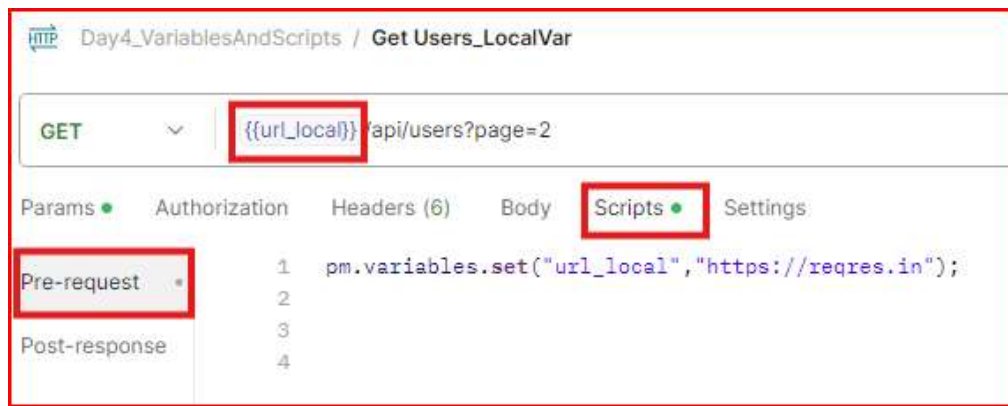 HTTP Day4_VariablesAndScripts / Get Users_LocalVar
GET {{url_local}}/api/users?page=2
Params Authorization Headers (6) Body Scripts Settings
Pre-request
Post-response
1 pm.variables.set("url_local","https://reqres.in");
2
3
4